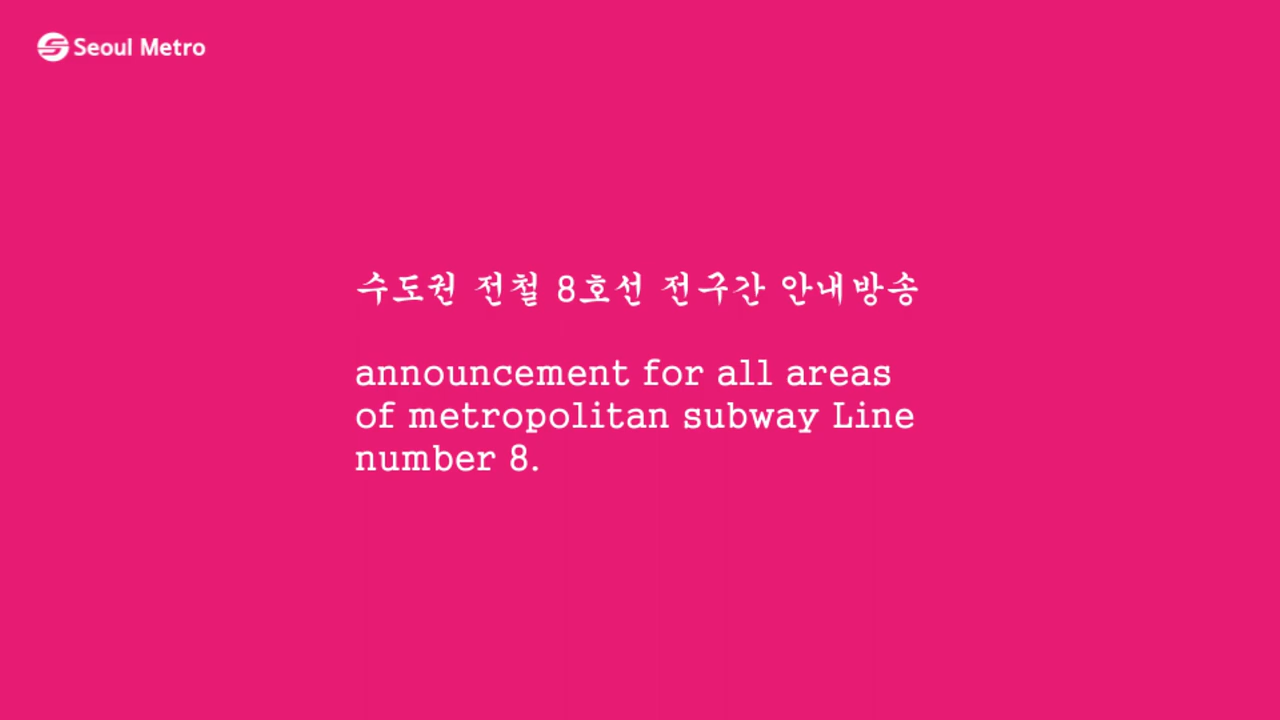 Seoul Metro
수도권 전철 8호선 전구간 안내방송
announcement for all areas
of metropolitan subway Line
number 8.